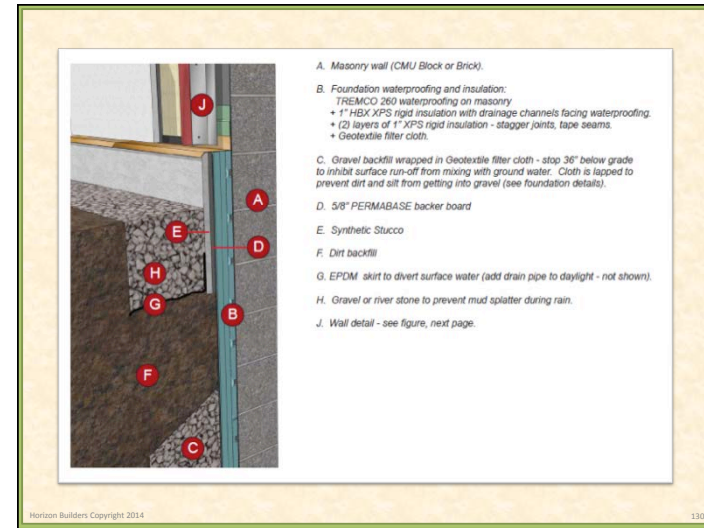 A. Masonry wall (CMU Block or Brick).
B. Foundation waterproofing and insulation:
TREMCO 260 waterproofing on masonry
+ 1" HBX XPS rigid insulation with drainage channels facing waterproofing.
+ (2) layers of 1" XPS rigid insulation - stagger joints, tape seams.
+ Geotextile filter cloth.
C. Gravel backfill wrapped in Geotextile filter cloth - stop 36" below grade
to inhibit surface run-off from mixing with ground water. Cloth is lapped to
prevent dirt and silt from getting into gravel (see foundation details).
D. 5/8" PERMABASE backer board
E. Synthetic Stucco
F. Dirt backfill
G. EPDM skirt to divert surface water (add drain pipe to daylight - not shown).
H. Gravel or river stone to prevent mud splatter during rain.
J. Wall detail - see figure, next page.
J
A
E
D
H
G
B
F
C
Horizon Builders Copyright 2014
130